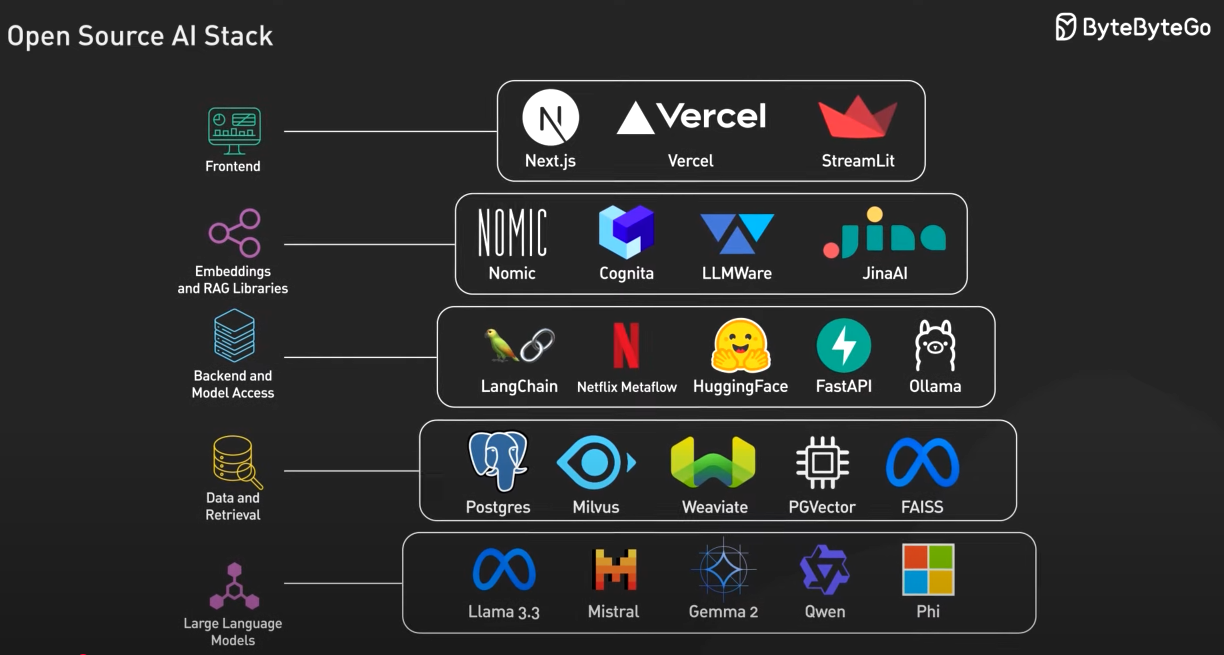 Open Source AI Stack
ByteByteGo
Frontend
N
Vercel
Next.js
Vercel
StreamLit
Embeddings
and RAG Libraries
NOMIC
Jina
Nomic
Cognita
LLMWare
JinaAI
Backend and
Model Access
N
LangChain
Netflix Metaflow
HuggingFace
FastAPI
Ollama
Data and
Retrieval
Postgres
Milvus
Weaviate
PGVector
FAISS
Large Language
Models
Llama 3.3
Mistral
Gemma 2
Qwen
Phi